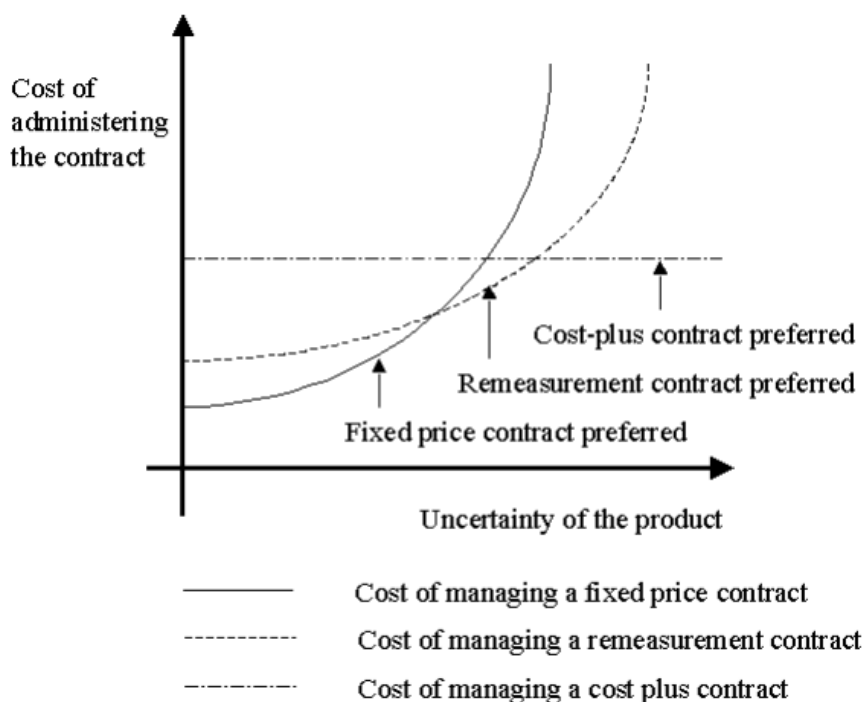 Cost of
administering
the contract
Cost-plus contract preferred
Remeasurement contract preferred
Fixed price contract preferred
Uncertainty of the product
Cost of managing a fixed price contract
Cost of managing a remeasurement contract
Cost of managing a cost plus contract